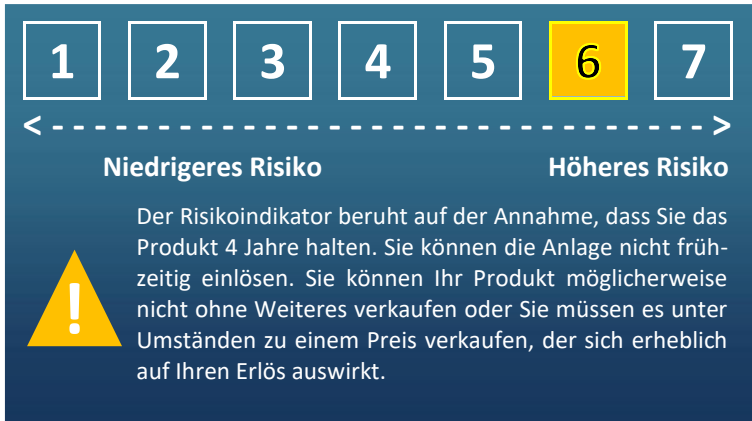 1 2 3 4 5 6 7
< - - - - - - - - - - - - - - - - - - - - - - - - - - - - >
Niedrigeres Risiko Höheres Risiko
Der Risikoindikator beruht auf der Annahme, dass Sie das
Produkt 4 Jahre halten. Sie können die Anlage nicht früh-
zeitig einlösen. Sie können Ihr Produkt möglicherweise
nicht ohne Weiteres verkaufen oder Sie müssen es unter
Umständen zu einem Preis verkaufen, der sich erheblich
auf Ihren Erlös auswirkt.
!